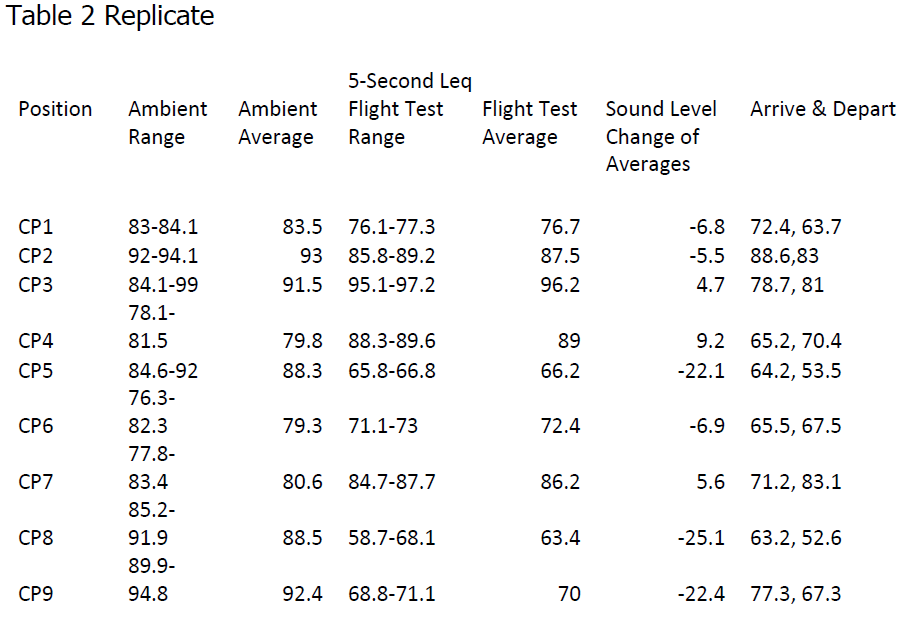 Table 2 Replicate
5-Second Leq
Position Ambient Ambient Flight Test Flight Test Sound Level Arrive & Depart
Range Average Range Average Change of
Averages
CP1 83-84.1 83.5 76.1-77.3 76.7 -6.8 72.4, 63.7
CP2 92-94.1 93 85.8-89.2 87.5 -5.5 88.6,83
CP3 84.1-99 91.5 95.1-97.2 96.2 4.7 78.7, 81
78.1-
CP4 81.5 79.8 88.3-89.6 89 9.2 65.2, 70.4
CP5 84.6-92 88.3 65.8-66.8 66.2 -22.1 64.2, 53.5
76.3-
CP6 82.3 79.3 71.1-73 72.4 -6.9 65.5, 67.5
77.8-
CP7 83.4 80.6 84.7-87.7 86.2 5.6 71.2, 83.1
85.2-
CP8 91.9 88.5 58.7-68.1 63.4 -25.1 63.2, 52.6
89.9-
CP9 94.8 92.4 68.8-71.1 70 -22.4 77.3, 67.3